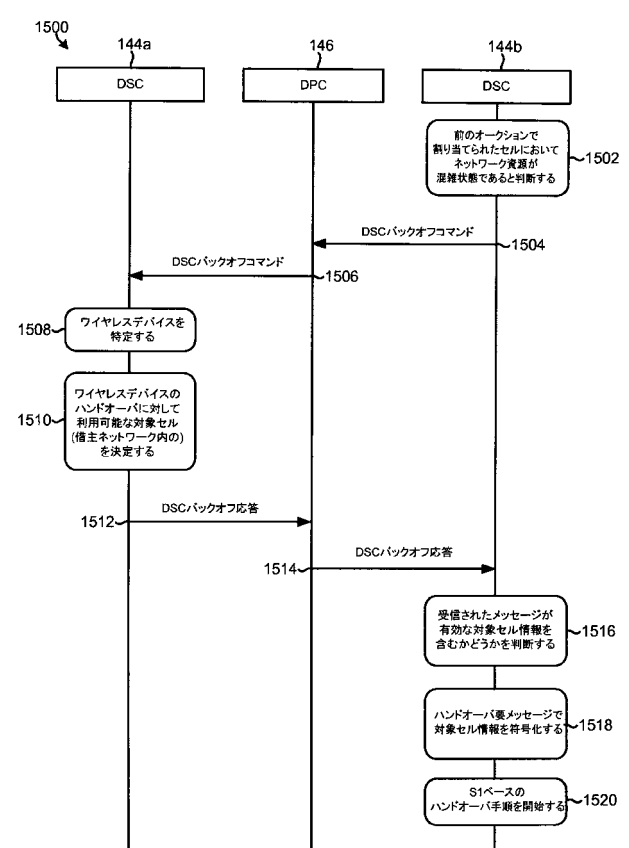 1500
144a
146
144b
DSC
DPC
DSC
前のオークションで
割り当てられたセルにおいて
ネットワーク資源が
混雑状態であると判断する
1502
DSCバックオフコマンド
1504
DSCバックオフコマンド
1506
1508
ワイヤレスデバイスを
特定する
1510
ワイヤレスデバイスの
ハンドオーバに対して
利用可能な対象セル
(借主ネットワーク内の)
を決定する
1512
DSCバックオフ応答
1514
DSCバックオフ応答
受信されたメッセージが
有効な対象セル情報を
含むかどうかを判断する
1516
ハンドオーバ要メッセージで
対象セル情報を符号化する
1518
S1ベースの
ハンドオーバ手順を開始する
1520